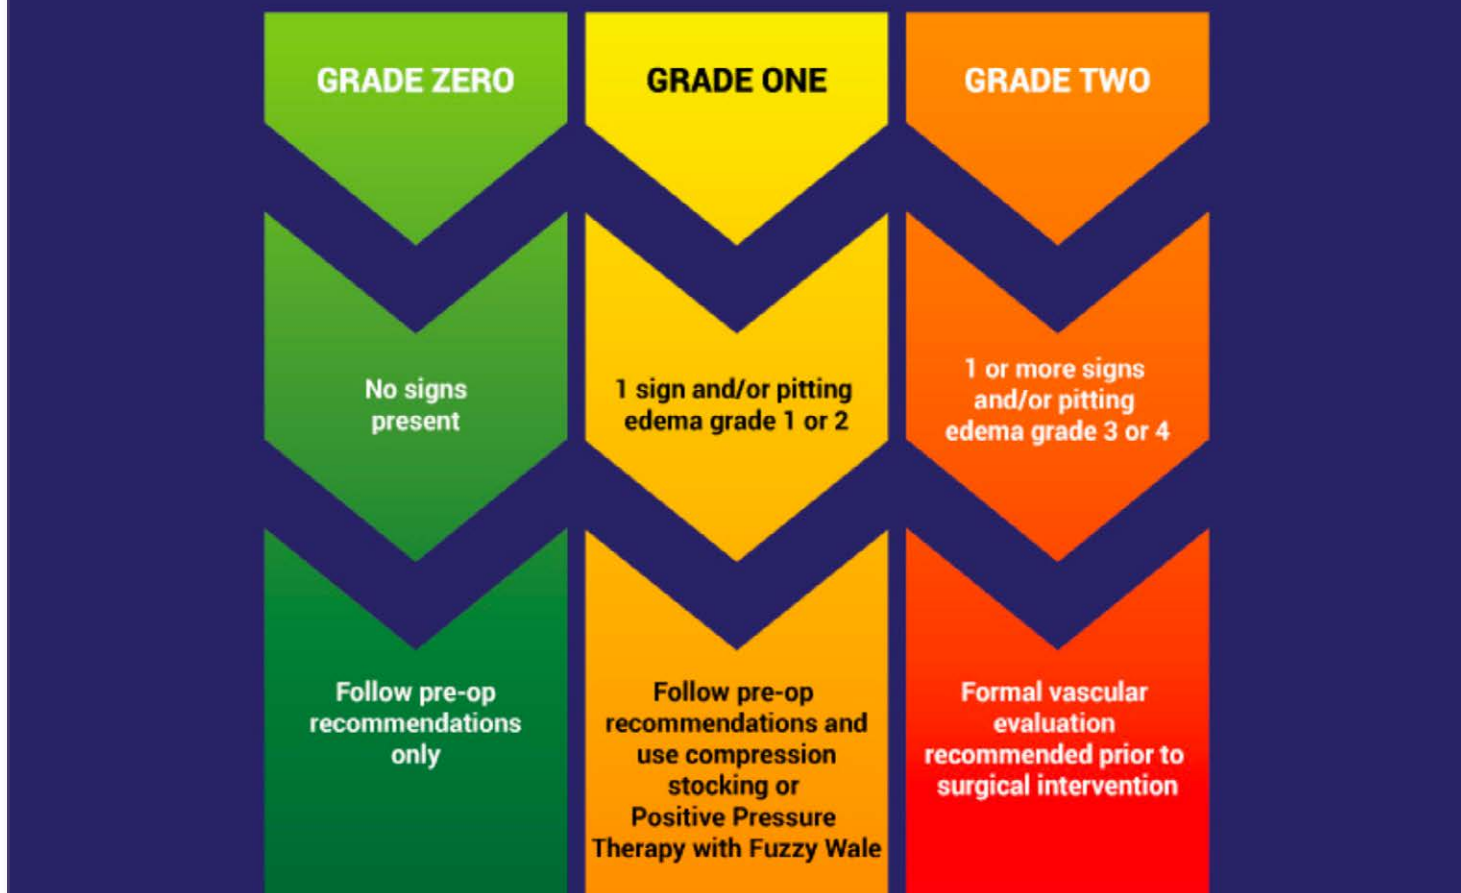 GRADE ZERO
No signs
present
Follow pre-op
recommendations
only
GRADE ONE
1 sign and/or pitting
edema grade 1 or 2
Follow pre-op
recommendations and
use compression
stocking or
Positive Pressure
Therapy with Fuzzy Wale
GRADE TWO
1 or more signs
and/or pitting
edema grade 3 or 4
Formal vascular
evaluation
recommended prior to
surgical intervention